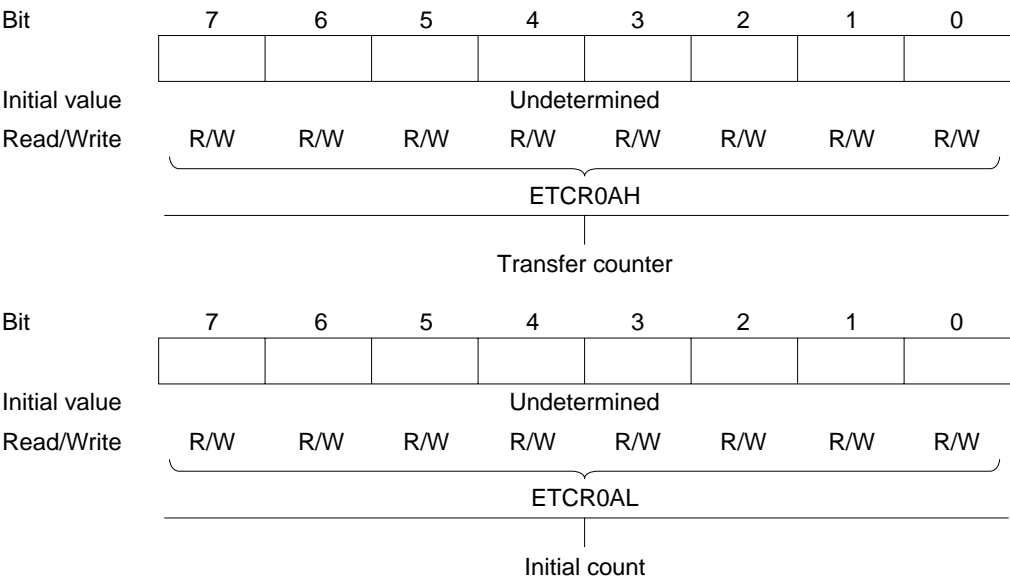 Bit 7 6 5 4 3 2 1 0
Initial value Undetermined
Read/Write R/W R/W R/W R/W R/W R/W R/W R/W
ETCR0AH
Transfer counter
Bit 7 6 5 4 3 2 1 0
Initial value Undetermined
Read/Write R/W R/W R/W R/W R/W R/W R/W R/W
ETCR0AL
Initial count